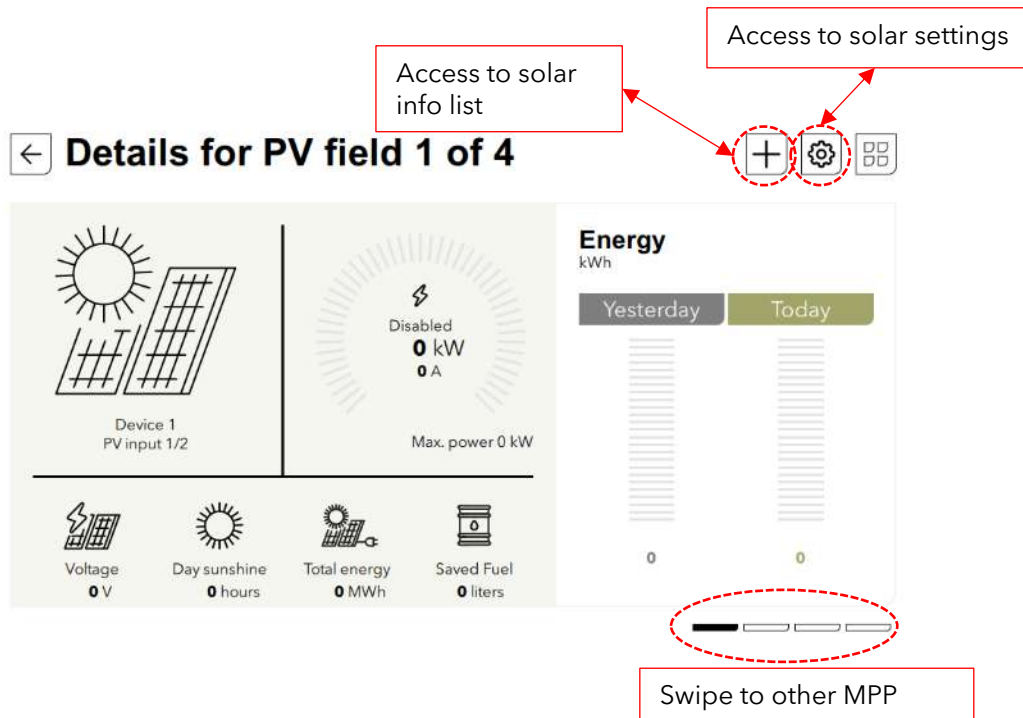 Access to solar settings
Access to solar
info list
Details for PV field 1 of 4
Device 1
PV input 1/2
Disabled
0 kW
0 A
Max. power 0 kW
Energy
kWh
Yesterday
Today
0
0
Voltage
0 V
Day sunshine
0 hours
Total energy
0 MWh
Saved Fuel
0 liters
Swipe to other MPP